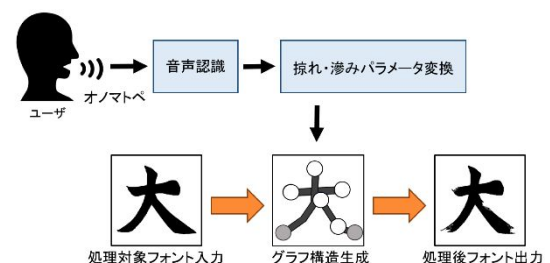 音声認識
掠れ・滲みパラメータ変換
オノマトペ
ユーザ
大
大
処理対象フォント入力
グラフ構造生成
処理後フォント出力